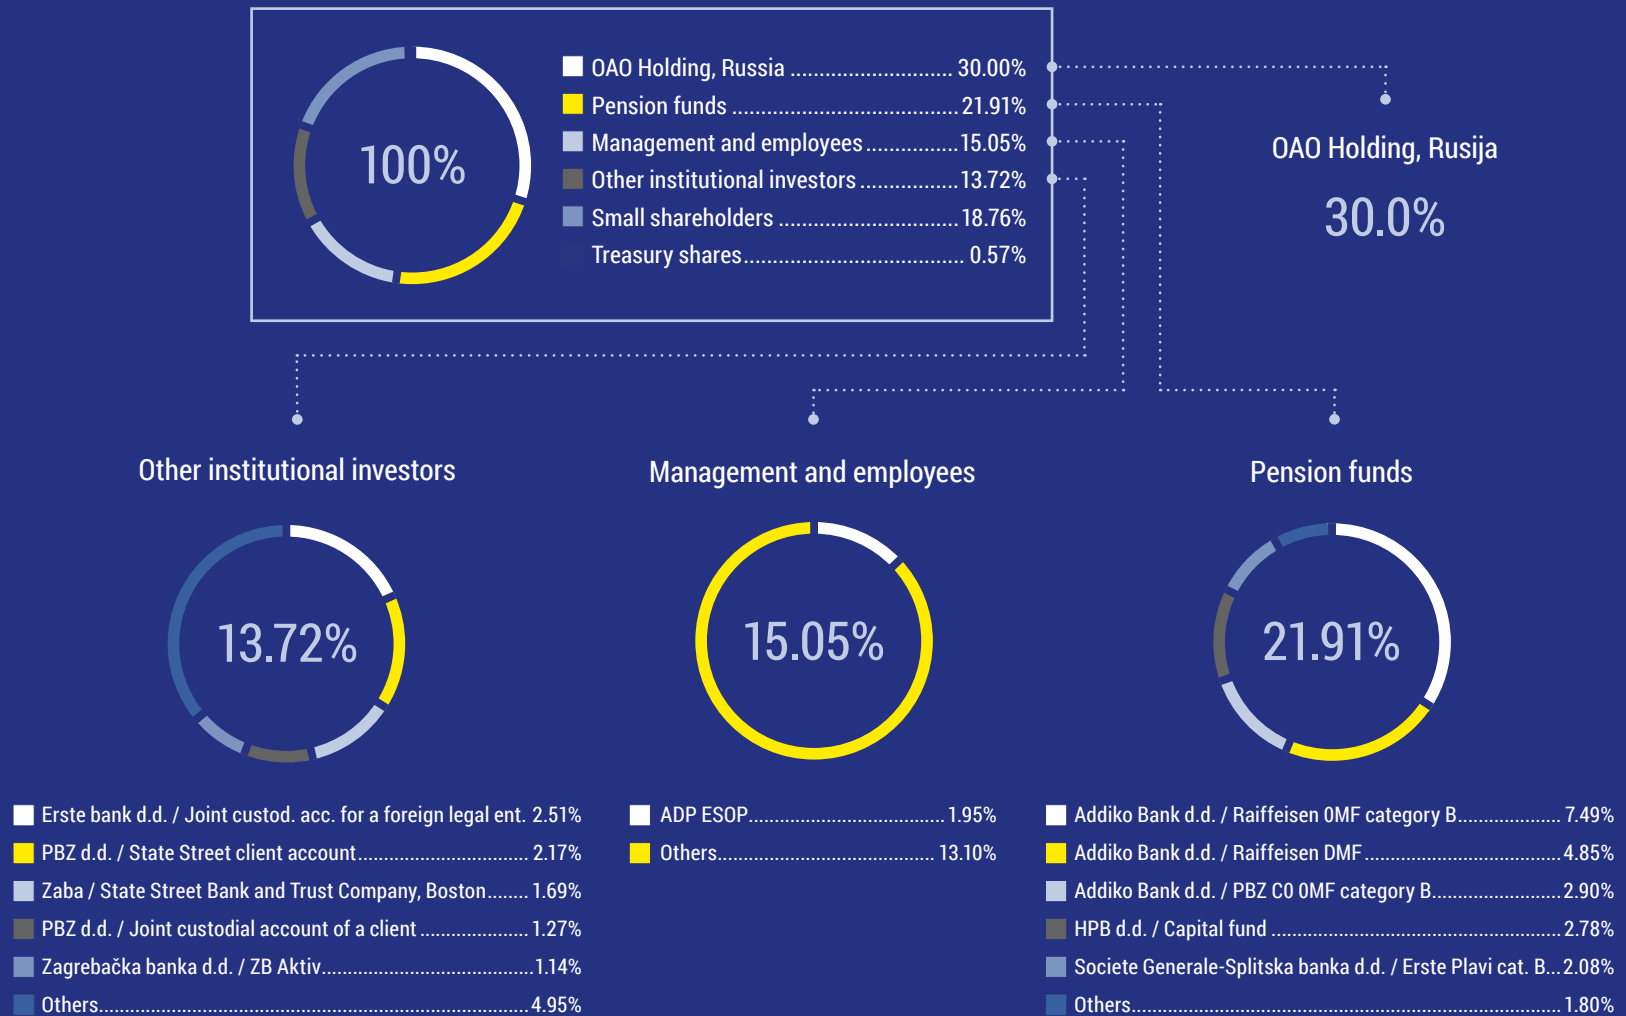 100%
OAO Holding, Russia ............................ 30.00%
Pension funds ....................................... 21.91%
Management and employees ................ 15.05%
Other institutional investors ................. 13.72%
Small shareholders ............................... 18.76%
Treasury shares...................................... 0.57%
OAO Holding, Rusija
30.0%
Other institutional investors
13.72%
Erste bank d.d. / Joint custod. acc. for a foreign legal ent. 2.51%
PBZ d.d. / State Street client account .............................. 2.17%
Zaba / State Street Bank and Trust Company, Boston ....... 1.69%
PBZ d.d. / Joint custodial account of a client ................... 1.27%
Zagrebačka banka d.d. / ZB Aktiv..................................... 1.14%
Others........................................................................... 4.95%
Management and employees
15.05%
ADP ESOP.................................. 1.95%
Others...................................... 13.10%
Pension funds
21.91%
Addiko Bank d.d. / Raiffeisen 0MF category B.................. 7.49%
Addiko Bank d.d. / Raiffeisen DMF .................................. 4.85%
Addiko Bank d.d. / PBZ C0 0MF category B...................... 2.90%
HPB d.d. / Capital fund .................................................. 2.78%
Societe Generale-Splitska banka d.d. / Erste Plavi cat. B... 2.08%
Others........................................................................... 1.80%